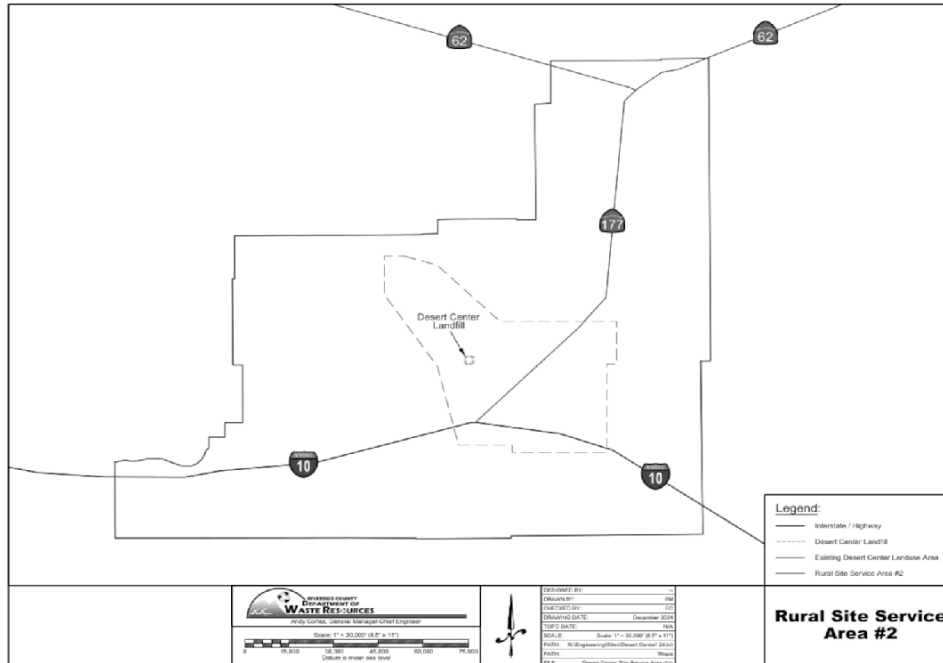 62
62
177
Desert Center
Landfill
10
10
Legend:
Interstate / Highway
Desert Center Landfill
Existing Desert Center Landuse Area
Rural Site Service Area #2
RIVERSIDE COUNTY
DEPARTMENT OF
WASTE RESOURCES
Andy Cortez, General Manager-Chief Engineer
Scale: 1" = 30,000' (8.5" x 11")
0 15,000 30,000 45,000 60,000 75,000
Datum is mean sea level
DESIGNED BY: --
DRAWN BY:
CHECKED BY:
DRAWING DATE: December 2024
TOPO DATE: N/A
SCALE: Scale: 1" = 30,000' (8.5" x 11")
PATH:
PATH: \Maps
Rural Site Service
Area #2